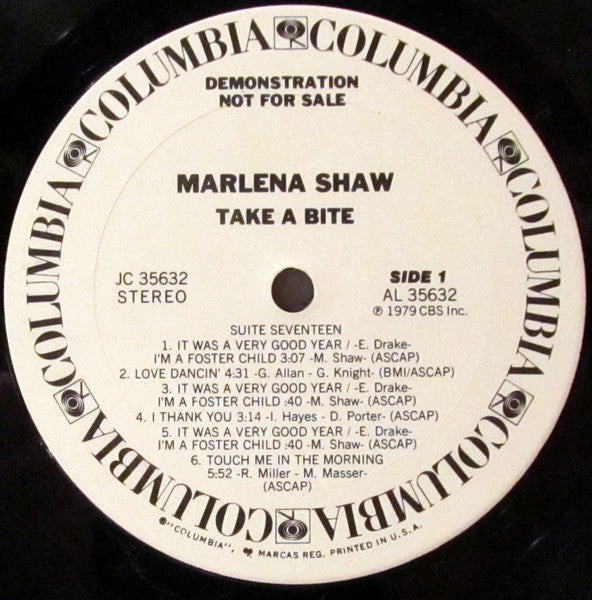 COLUMBIA COLUMBIA COLUMBIA COLUMBIA COLUMBIA COLUMBIA COLUMBIA COLUMBIA
DEMONSTRATION
NOT FOR SALE
MARLENA SHAW
TAKE A BITE
JC 35632
STEREO
SIDE 1
AL 35632
℗ 1979 CBS Inc.
SUITE SEVENTEEN
1. IT WAS A VERY GOOD YEAR / -E. Drake-
I'M A FOSTER CHILD 3:07 -M. Shaw- (ASCAP)
2. LOVE DANCIN' 4:31 -G. Allan - G. Knight- (BMI/ASCAP)
3. IT WAS A VERY GOOD YEAR / -E. Drake-
I'M A FOSTER CHILD :40 -M. Shaw- (ASCAP)
4. I THANK YOU 3:14 -I. Hayes - D. Porter- (ASCAP)
5. IT WAS A VERY GOOD YEAR / -E. Drake-
I'M A FOSTER CHILD :40 -M. Shaw- (ASCAP)
6. TOUCH ME IN THE MORNING
5:52 -R. Miller - M. Masser-
(ASCAP)
®"COLUMBIA", MARCAS REG. PRINTED IN U.S.A.